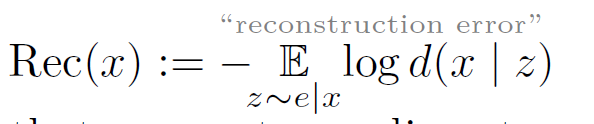 “reconstruction error”
Rec(x) := − 𝔼 log d(x | z)
z∼e|x